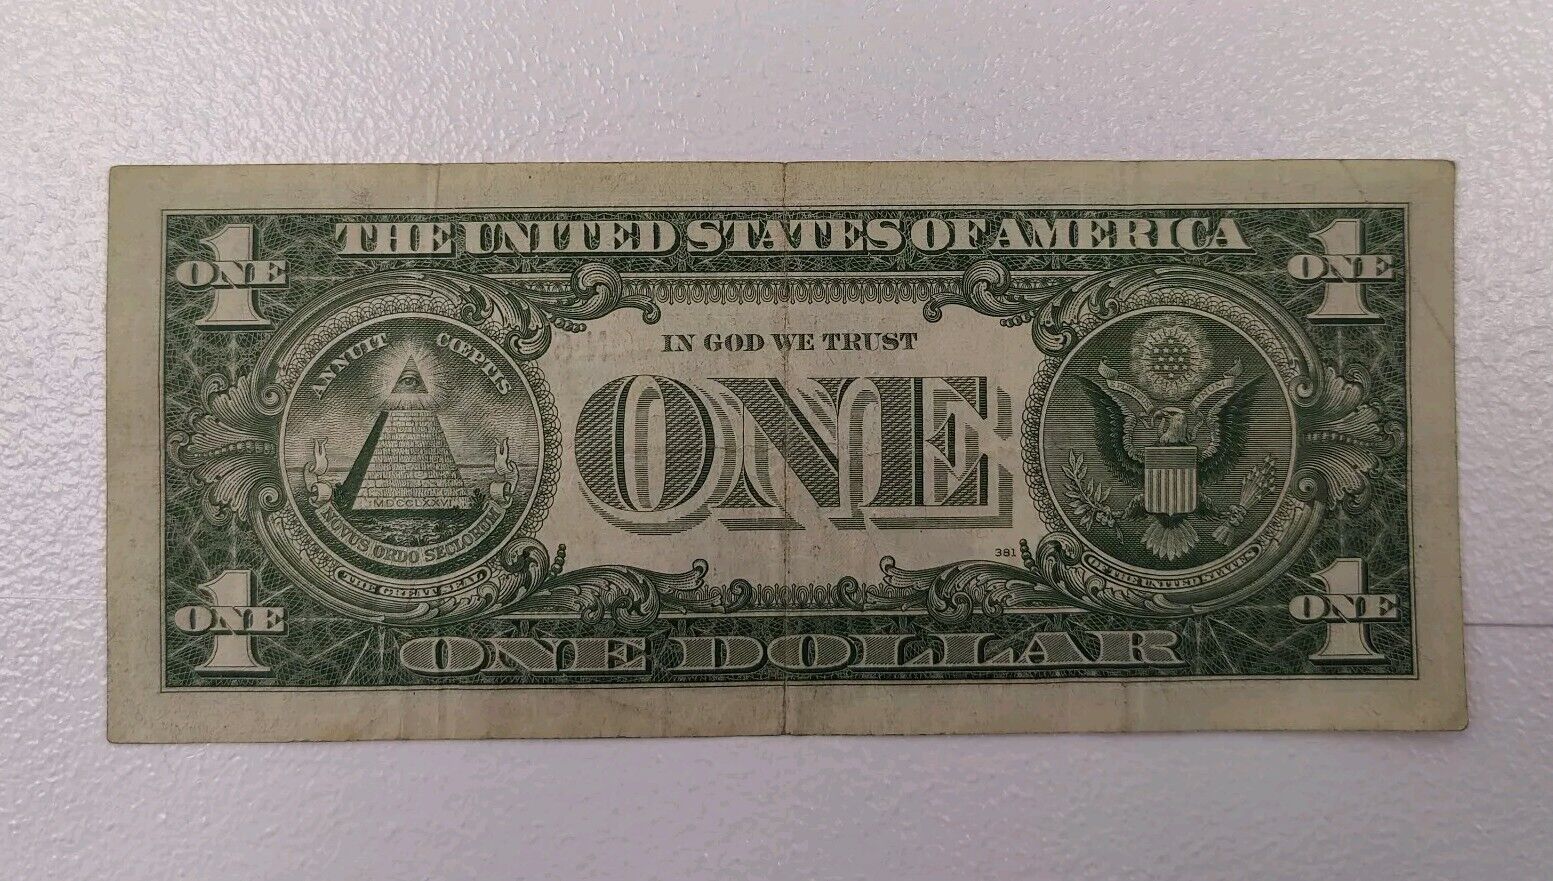 THE UNITED STATES OF AMERICA
1
ONE
1
ONE
ANNUIT CŒPTIS
IN GOD WE TRUST
ONE
MDCCLXXVI
NOVUS ORDO SECLORUM
THE GREAT SEAL
OF THE UNITED STATES
381
1
ONE
1
ONE
ONE DOLLAR